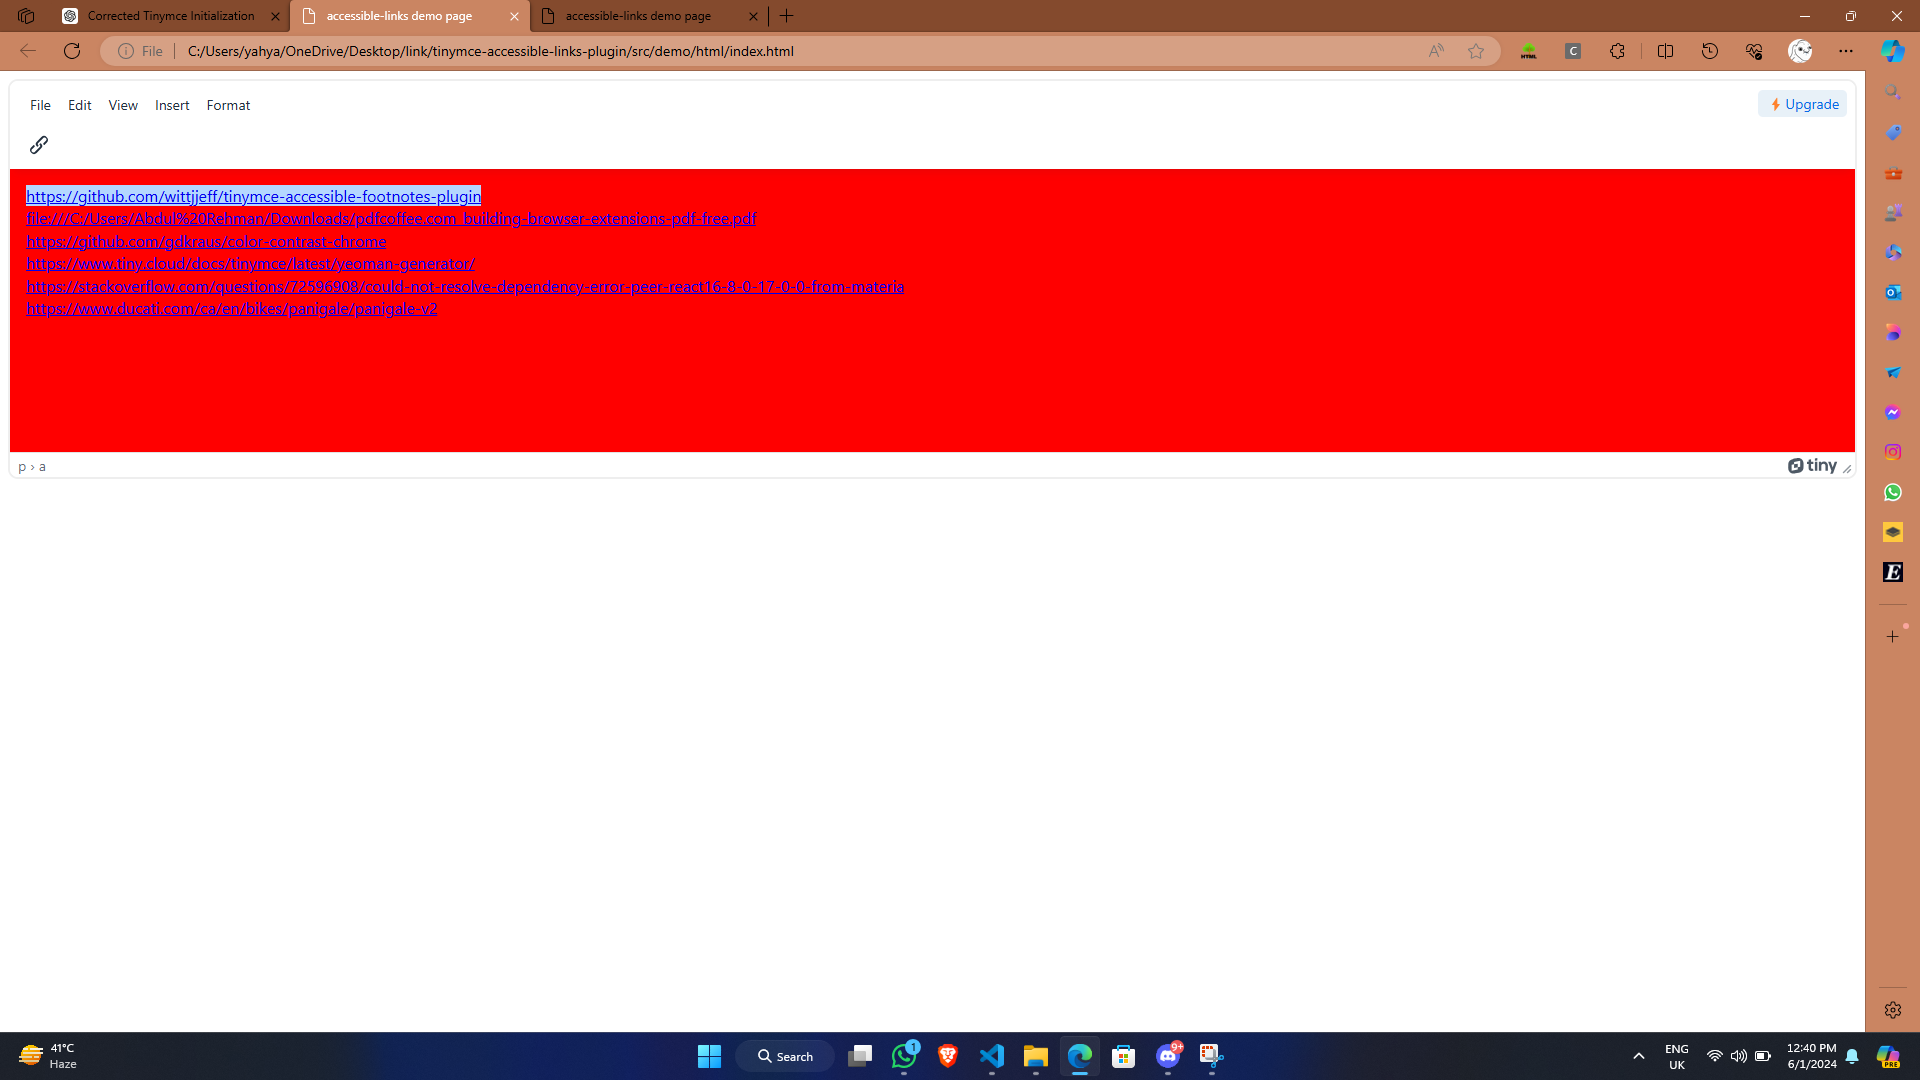 Corrected Tinymce Initialization
accessible-links demo page
accessible-links demo page
File
C:/Users/yahya/OneDrive/Desktop/link/tinymce-accessible-links-plugin/src/demo/html/index.html
File Edit View Insert Format
Upgrade
https://github.com/wittjjeff/tinymce-accessible-footnotes-plugin
file:///C:/Users/Abdul%20Rehman/Downloads/pdfcoffee.com_building-browser-extensions-pdf-free.pdf
https://github.com/gdkraus/color-contrast-chrome
https://www.tiny.cloud/docs/tinymce/latest/yeoman-generator/
https://stackoverflow.com/questions/72596908/could-not-resolve-dependency-error-peer-react16-8-0-17-0-0-from-materia
https://www.ducati.com/ca/en/bikes/panigale/panigale-v2
p › a
tiny
41°C
Haze
Search
1
9+
ENG
UK
12:40 PM
6/1/2024
PRE